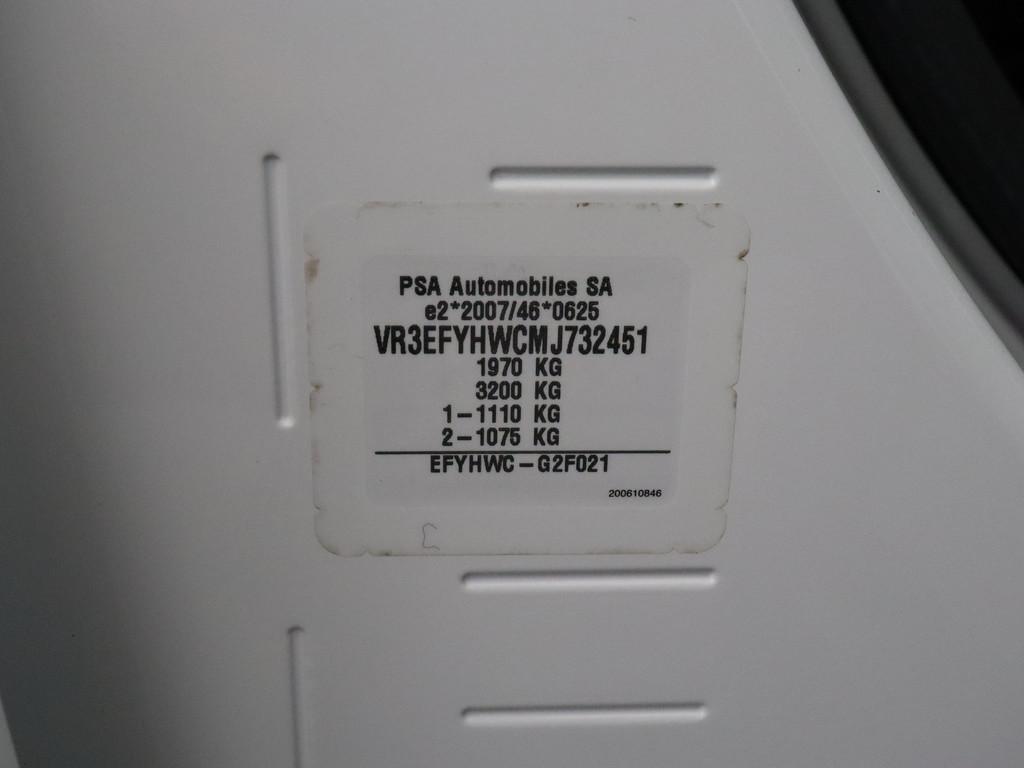 PSA Automobiles SA
e2*2007/46*0625
VR3EFYHWCMJ732451
1970 KG
3200 KG
1-1110 KG
2-1075 KG
EFYHWC-G2F021
200610846